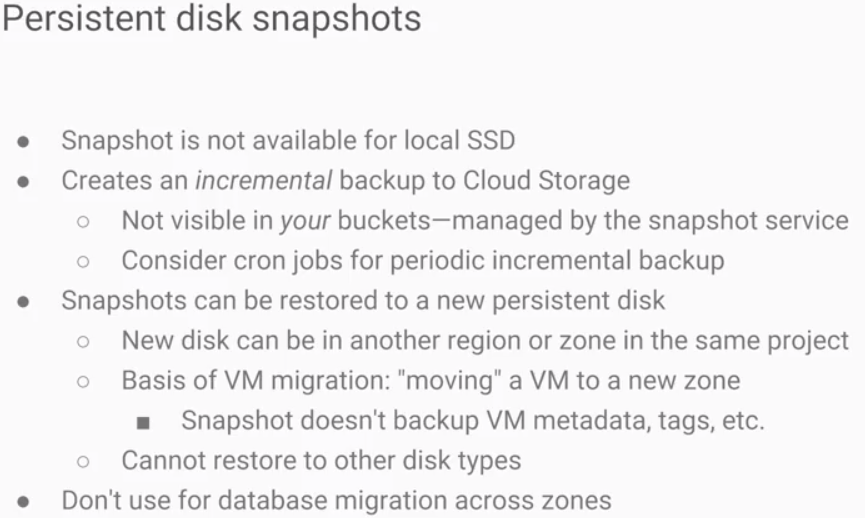 Persistent disk snapshots
● Snapshot is not available for local SSD
● Creates an incremental backup to Cloud Storage
○ Not visible in your buckets—managed by the snapshot service
○ Consider cron jobs for periodic incremental backup
● Snapshots can be restored to a new persistent disk
○ New disk can be in another region or zone in the same project
○ Basis of VM migration: "moving" a VM to a new zone
■ Snapshot doesn't backup VM metadata, tags, etc.
○ Cannot restore to other disk types
● Don't use for database migration across zones